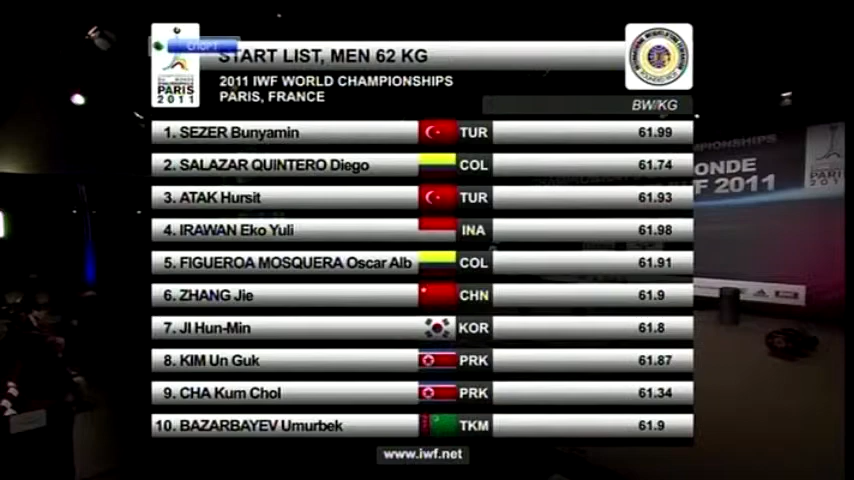 СПОРТ
START LIST, MEN 62 KG
2011 IWF WORLD CHAMPIONSHIPS
PARIS, FRANCE
PARIS
2011
BW/KG
1. SEZER Bunyamin TUR 61.99
2. SALAZAR QUINTERO Diego COL 61.74
3. ATAK Hursit TUR 61.93
4. IRAWAN Eko Yuli INA 61.98
5. FIGUEROA MOSQUERA Oscar Alb COL 61.91
6. ZHANG Jie CHN 61.9
7. JI Hun-Min KOR 61.8
8. KIM Un Guk PRK 61.87
9. CHA Kum Chol PRK 61.34
10. BAZARBAYEV Umurbek TKM 61.9
www.iwf.net
MPIONSHIPS
ONDE
WF 2011
PARI
201